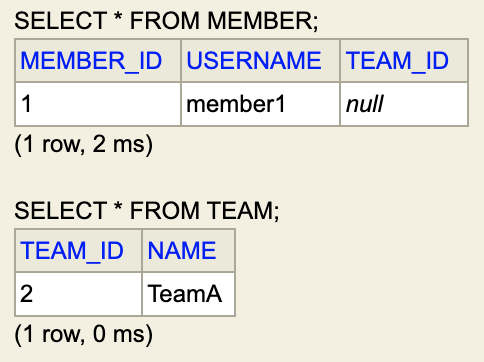 SELECT * FROM MEMBER;
MEMBER_ID USERNAME TEAM_ID
1 member1 null
(1 row, 2 ms)
SELECT * FROM TEAM;
TEAM_ID NAME
2 TeamA
(1 row, 0 ms)